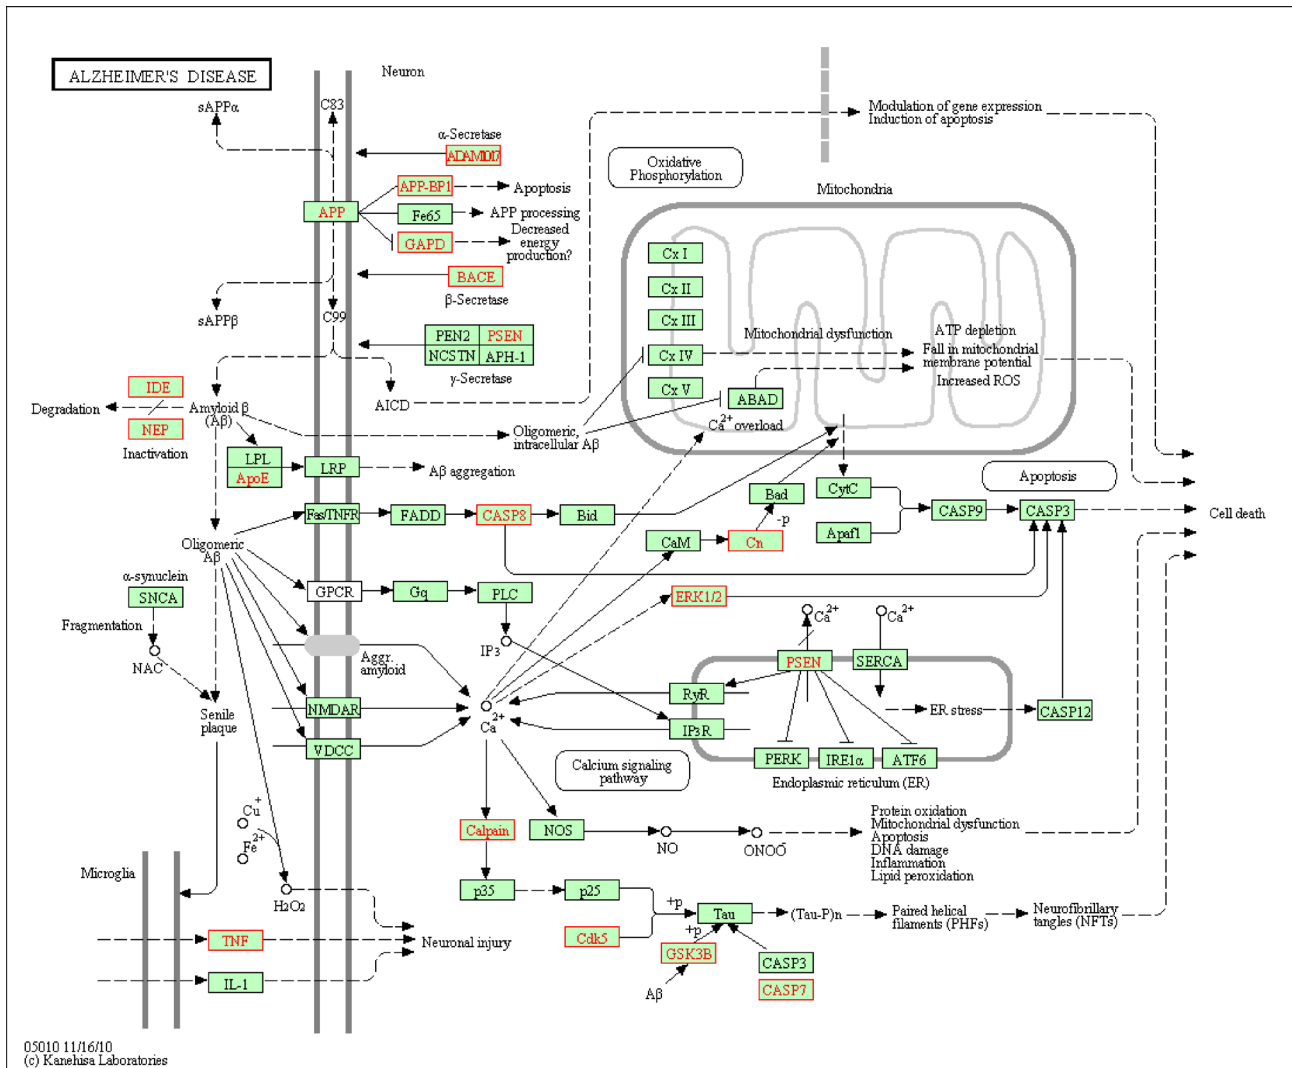 ALZHEIMER'S DISEASE
Neuron
sAPPα
C83
α-Secretase
ADAM1017
Modulation of gene expression
Induction of apoptosis
Oxidative
Phosphorylation
Mitochondria
APP-BP1
Apoptosis
APP
Fe65
APP processing
GAPD
Decreased
energy
production?
BACE
β-Secretase
sAPPβ
C99
PEN2
PSEN
NCSTN
APH-1
γ-Secretase
Cx I
Cx II
Cx III
Cx IV
Cx V
Mitochondrial dysfunction
ATP depletion
Fall in mitochondrial
membrane potential
Increased ROS
ABAD
Ca2+ overload
IDE
Degradation
Amyloid β
(Aβ)
NEP
Inactivation
AICD
Oligomeric,
intracellular Aβ
LPL
ApoE
LRP
Aβ aggregation
Fas/TNFR
FADD
CASP8
Bid
Bad
-p
CytC
Apaf1
Apoptosis
CASP9
CASP3
Cell death
CaM
Cn
Oligomeric
Aβ
α-synuclein
SNCA
Fragmentation
NAC
GPCR
Gq
PLC
IP3
ERK1/2
Ca2+
Ca2+
PSEN
SERCA
Aggr.
amyloid
RyR
IP3R
ER stress
CASP12
PERK
IRE1α
ATF6
Endoplasmic reticulum (ER)
Senile
plaque
NMDAR
VDCC
Ca2+
Calcium signaling
pathway
Cu+
Fe2+
H2O2
Calpain
NOS
NO
ONOO-
Protein oxidation
Mitochondrial dysfunction
Apoptosis
DNA damage
Inflammation
Lipid peroxidation
Microglia
p35
p25
+p
Tau
(Tau-P)n
Paired helical
filaments (PHFs)
Neurofibrillary
tangles (NFTs)
Cdk5
+p
GSK3B
Aβ
CASP3
CASP7
TNF
IL-1
Neuronal injury
05010 11/16/10
(c) Kanehisa Laboratories